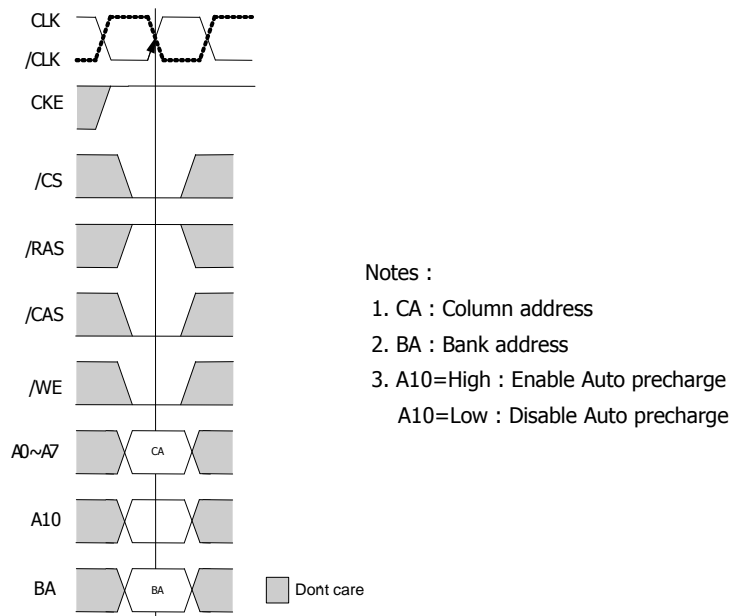 CLK
/CLK
CKE
/CS
/RAS
/CAS
/WE
A0~A7
CA
A10
BA
BA
Dont care
Notes :
1. CA : Column address
2. BA : Bank address
3. A10=High : Enable Auto precharge
A10=Low : Disable Auto precharge